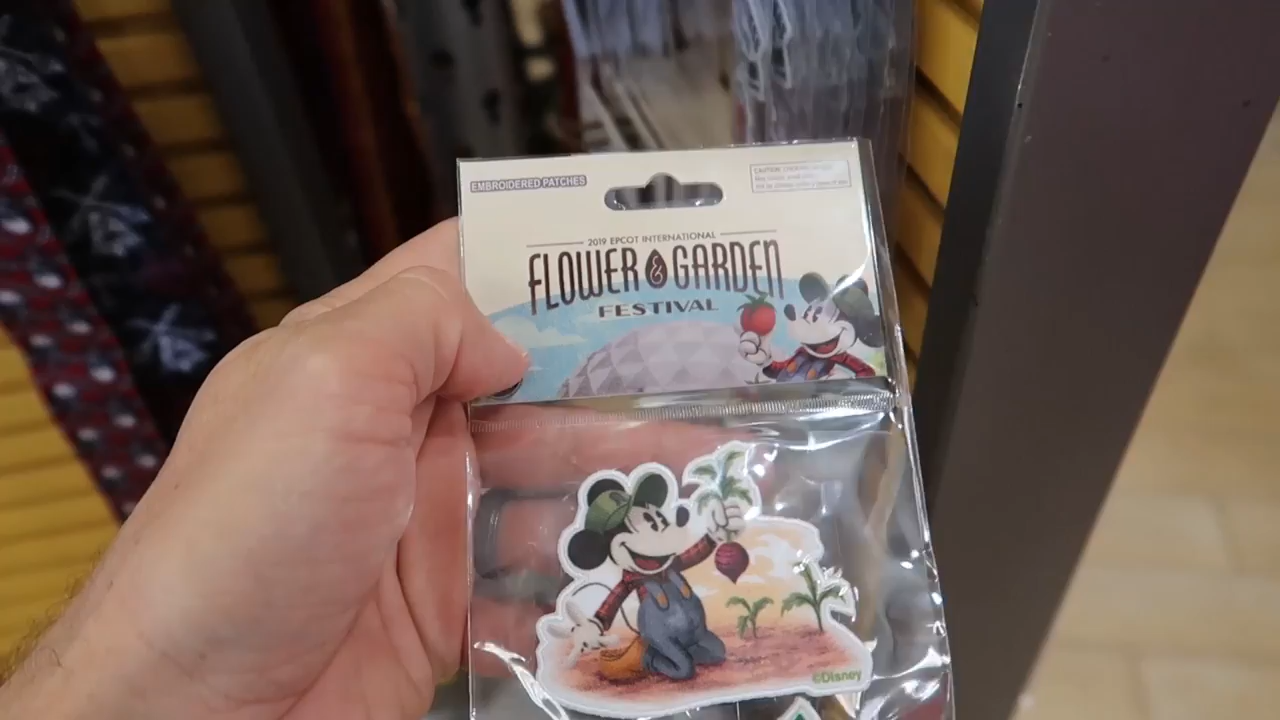 EMBROIDERED PATCHES
2019 EPCOT INTERNATIONAL
FLOWER & GARDEN
FESTIVAL
©Disney